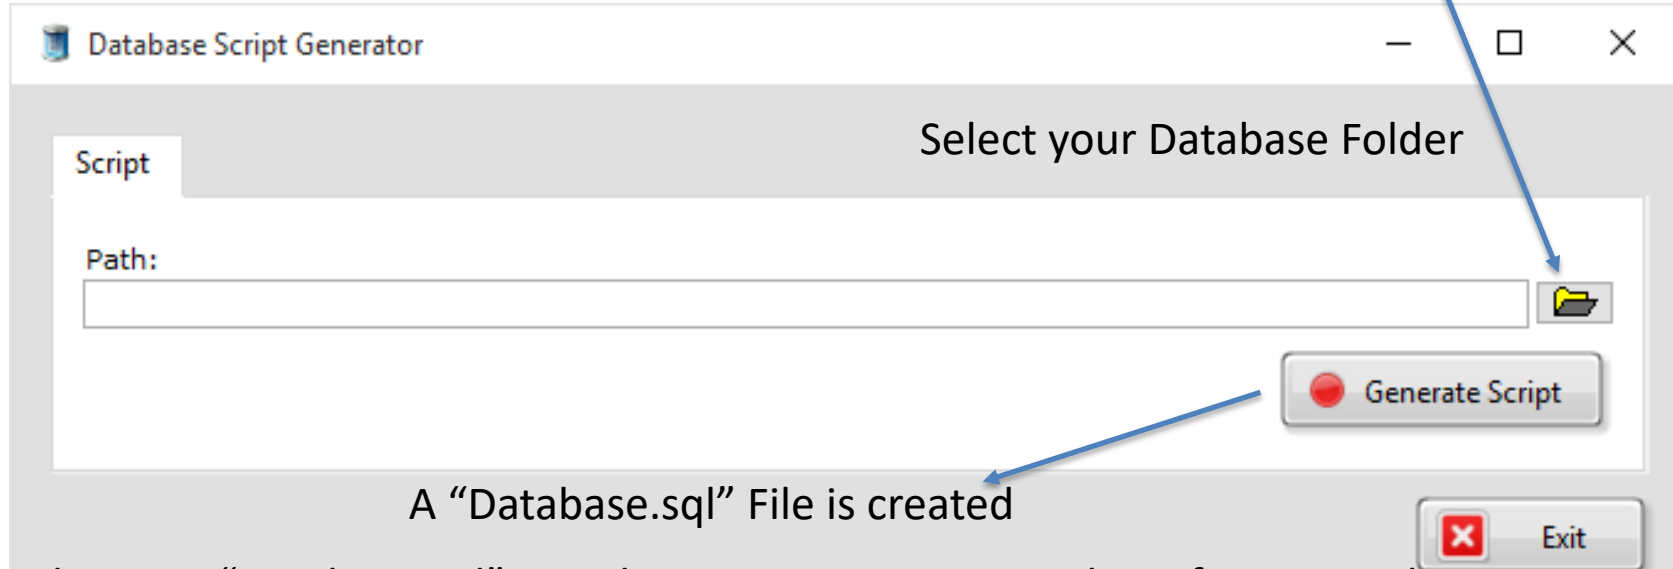 Database Script Generator
Select your Database Folder
Script
Path:
Generate Script
A “Database.sql” File is created
Exit